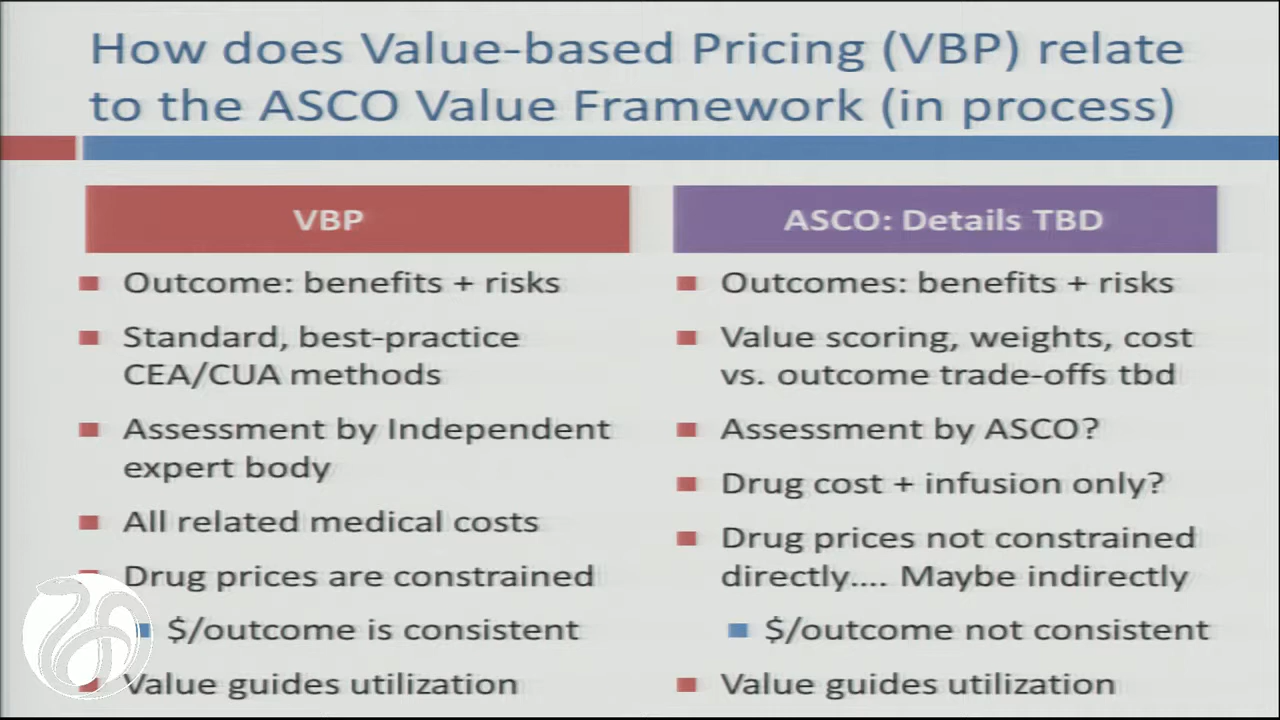 How does Value-based Pricing (VBP) relate
to the ASCO Value Framework (in process)
VBP
Outcome: benefits + risks
Standard, best-practice
CEA/CUA methods
Assessment by Independent
expert body
All related medical costs
Drug prices are constrained
$/outcome is consistent
Value guides utilization
ASCO: Details TBD
Outcomes: benefits + risks
Value scoring, weights, cost
vs. outcome trade-offs tbd
Assessment by ASCO?
Drug cost + infusion only?
Drug prices not constrained
directly.... Maybe indirectly
$/outcome not consistent
Value guides utilization